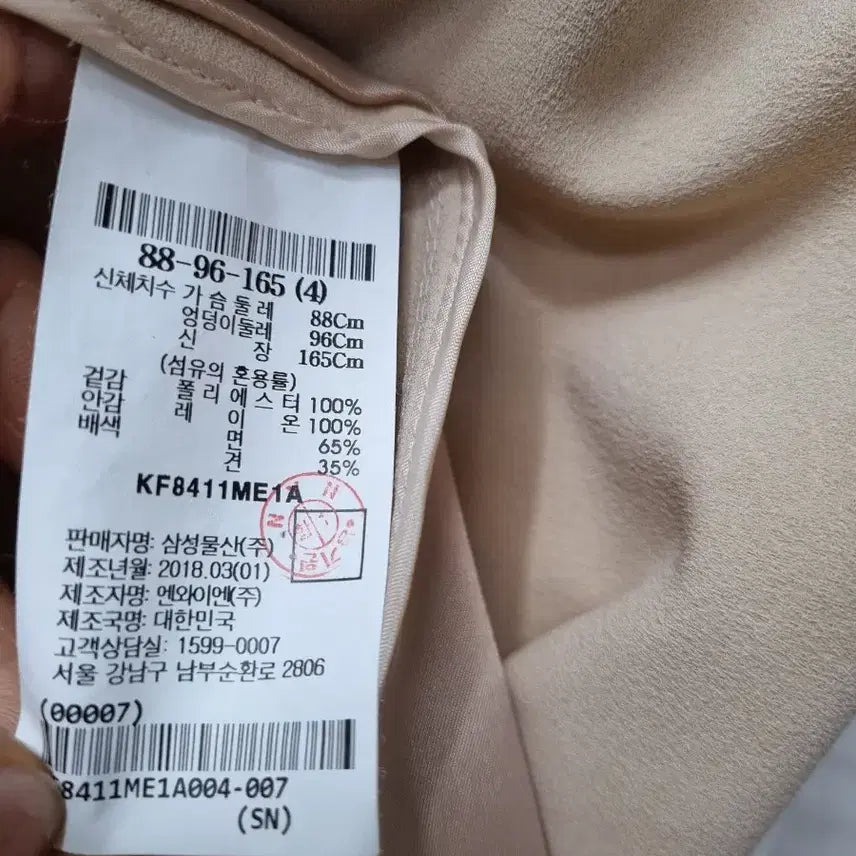 88-96-165 (4)
신체치수 가 슴 둘 레 88Cm
엉덩이둘레 96Cm
신 장 165Cm
(섬유의 혼용률)
겉감 폴 리 에 스 터 100%
안감 레 이 온 100%
배색 면 65%
견 35%
KF8411ME1A
판매자명: 삼성물산(주)
제조년월: 2018.03(01)
제조자명: 엔와이엔(주)
제조국명: 대한민국
고객상담실: 1599-0007
서울 강남구 남부순환로 2806
(00007)
8411ME1A004-007
(SN)